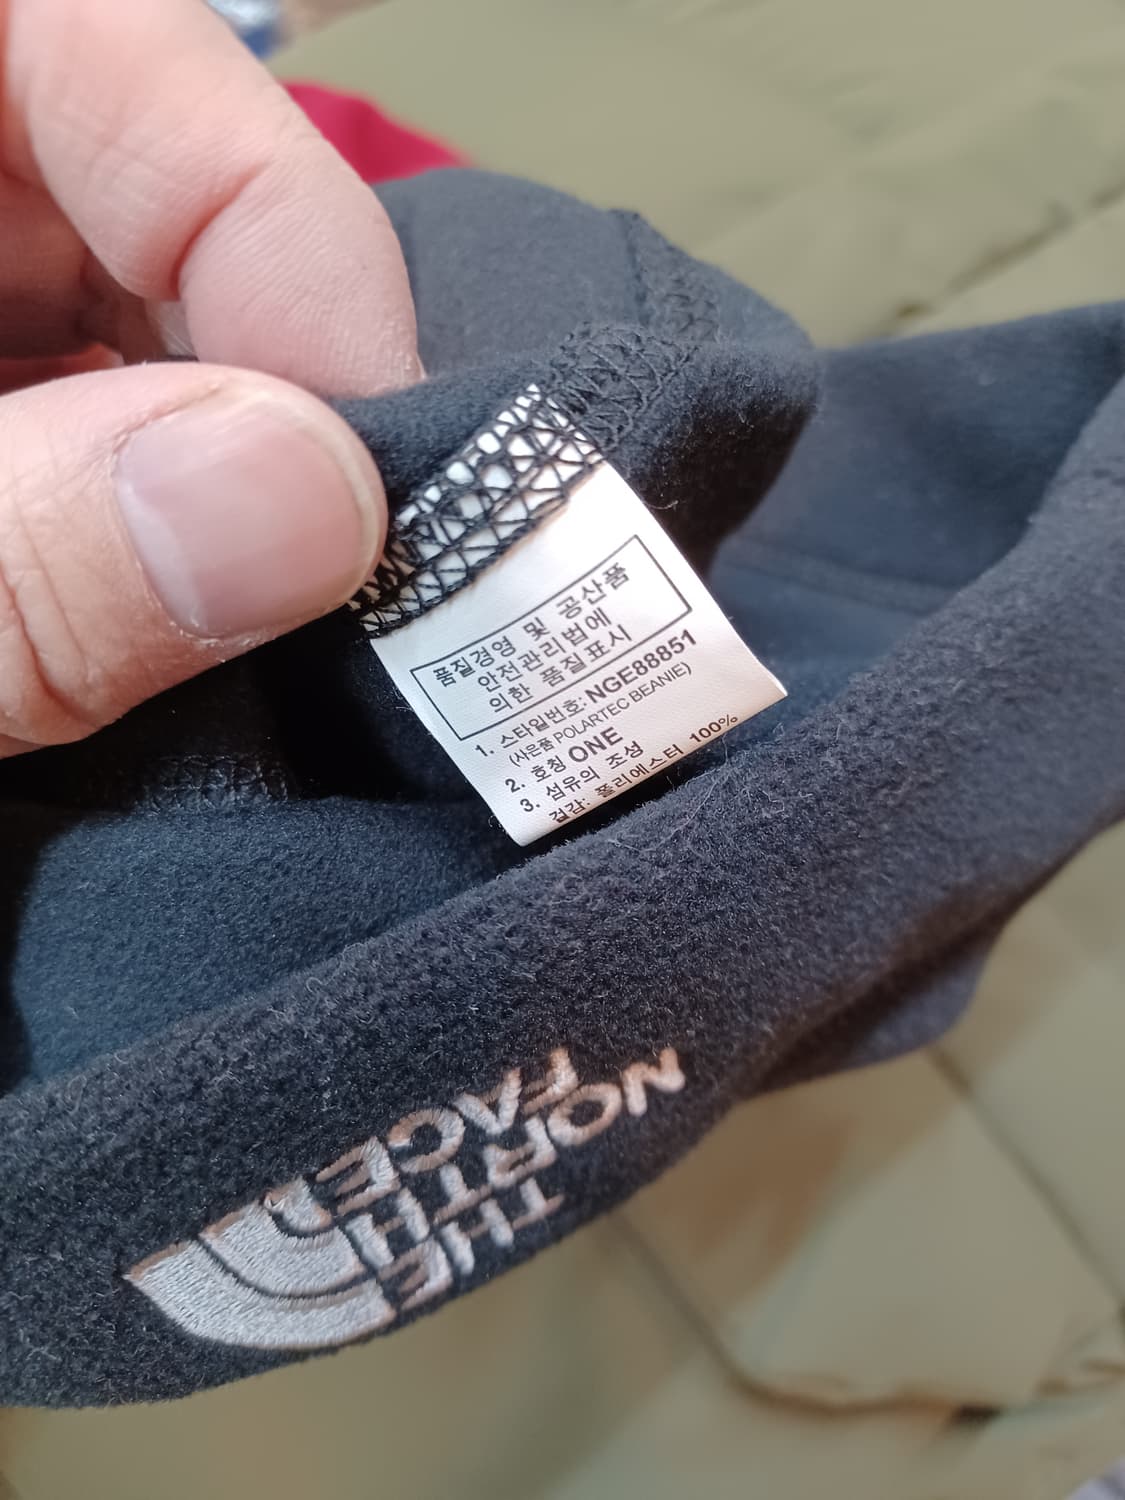 품질경영 및 공산품
안전관리법에
의한 품질표시
1. 스타일번호: NGE88851
(사은품 POLARTEC BEANIE)
2. 호칭 ONE
3. 섬유의 조성
겉감: 폴리에스터 100%
THE
NORTH
FACE